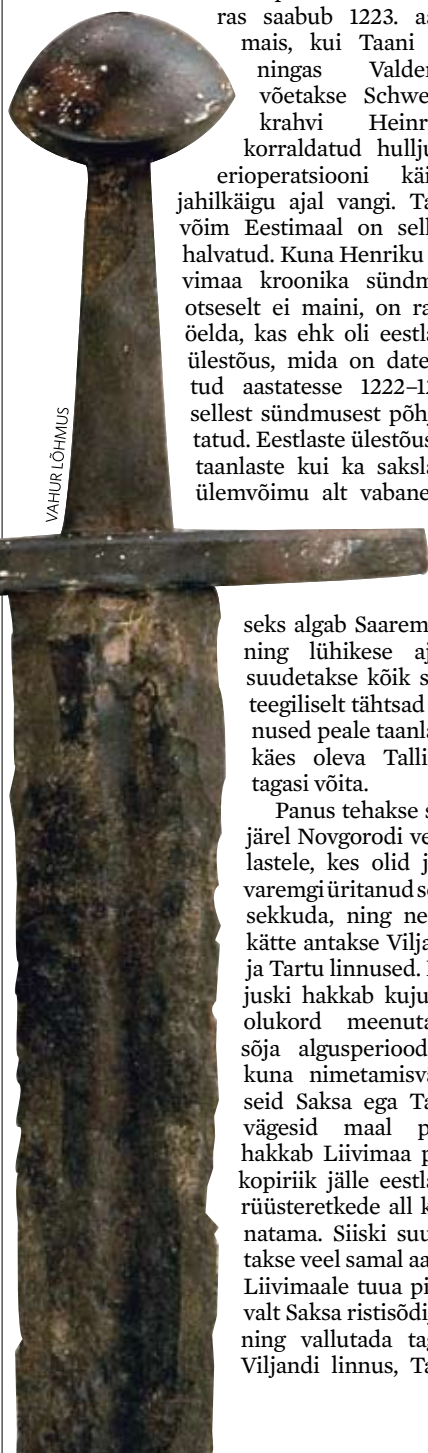 ras saabub 1223. aa
mais, kui Taani
ningas Valde
võetakse Schwe
krahvi Heinr
korraldatud hullju
erioperatsiooni käi
jahilkäigu ajal vangi. Ta
võim Eestimaal on sell
halvatud. Kuna Henriku
vimaa kroonika sündm
otseselt ei maini, on ra
öelda, kas ehk oli eestla
ülestõus, mida on date
tud aastatesse 1222–12
sellest sündmusest põhj
tatud. Eestlaste ülestõus
taanlaste kui ka saksla
ülemvõimu alt vabane
VAHUR LÕHMUS
seks algab Saarem
ning lühikese aj
suudetakse kõik s
teegiliselt tähtsad
nused peale taanla
käes oleva Talli
tagasi võita.
Panus tehakse s
järel Novgorodi ve
lastele, kes olid j
varemgi üritanud s
sekkuda, ning ne
kätte antakse Vilja
ja Tartu linnused.
juski hakkab kuju
olukord meenuta
sõja algusperiood
kuna nimetamisvä
seid Saksa ega Ta
vägesid maal p
hakkab Liivimaa p
kopiriik jälle eestla
rüüsteretkede all k
natama. Siiski suu
takse veel samal aa
Liivimaale tuua pi
valt Saksa ristisõdij
ning vallutada tag
Viljandi linnus, Ta